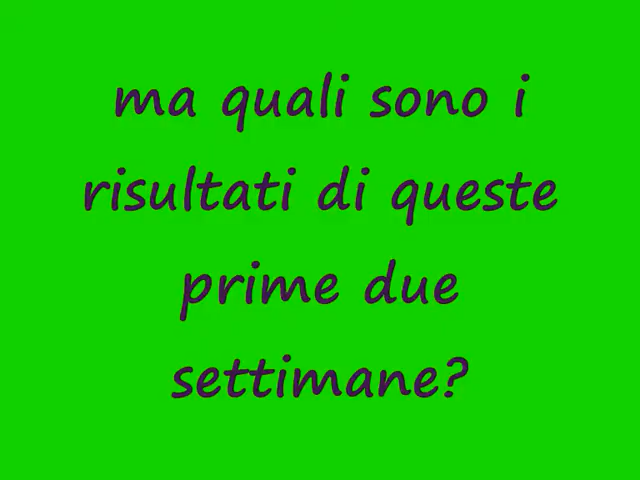 ma quali sono i
risultati di queste
prime due
settimane?